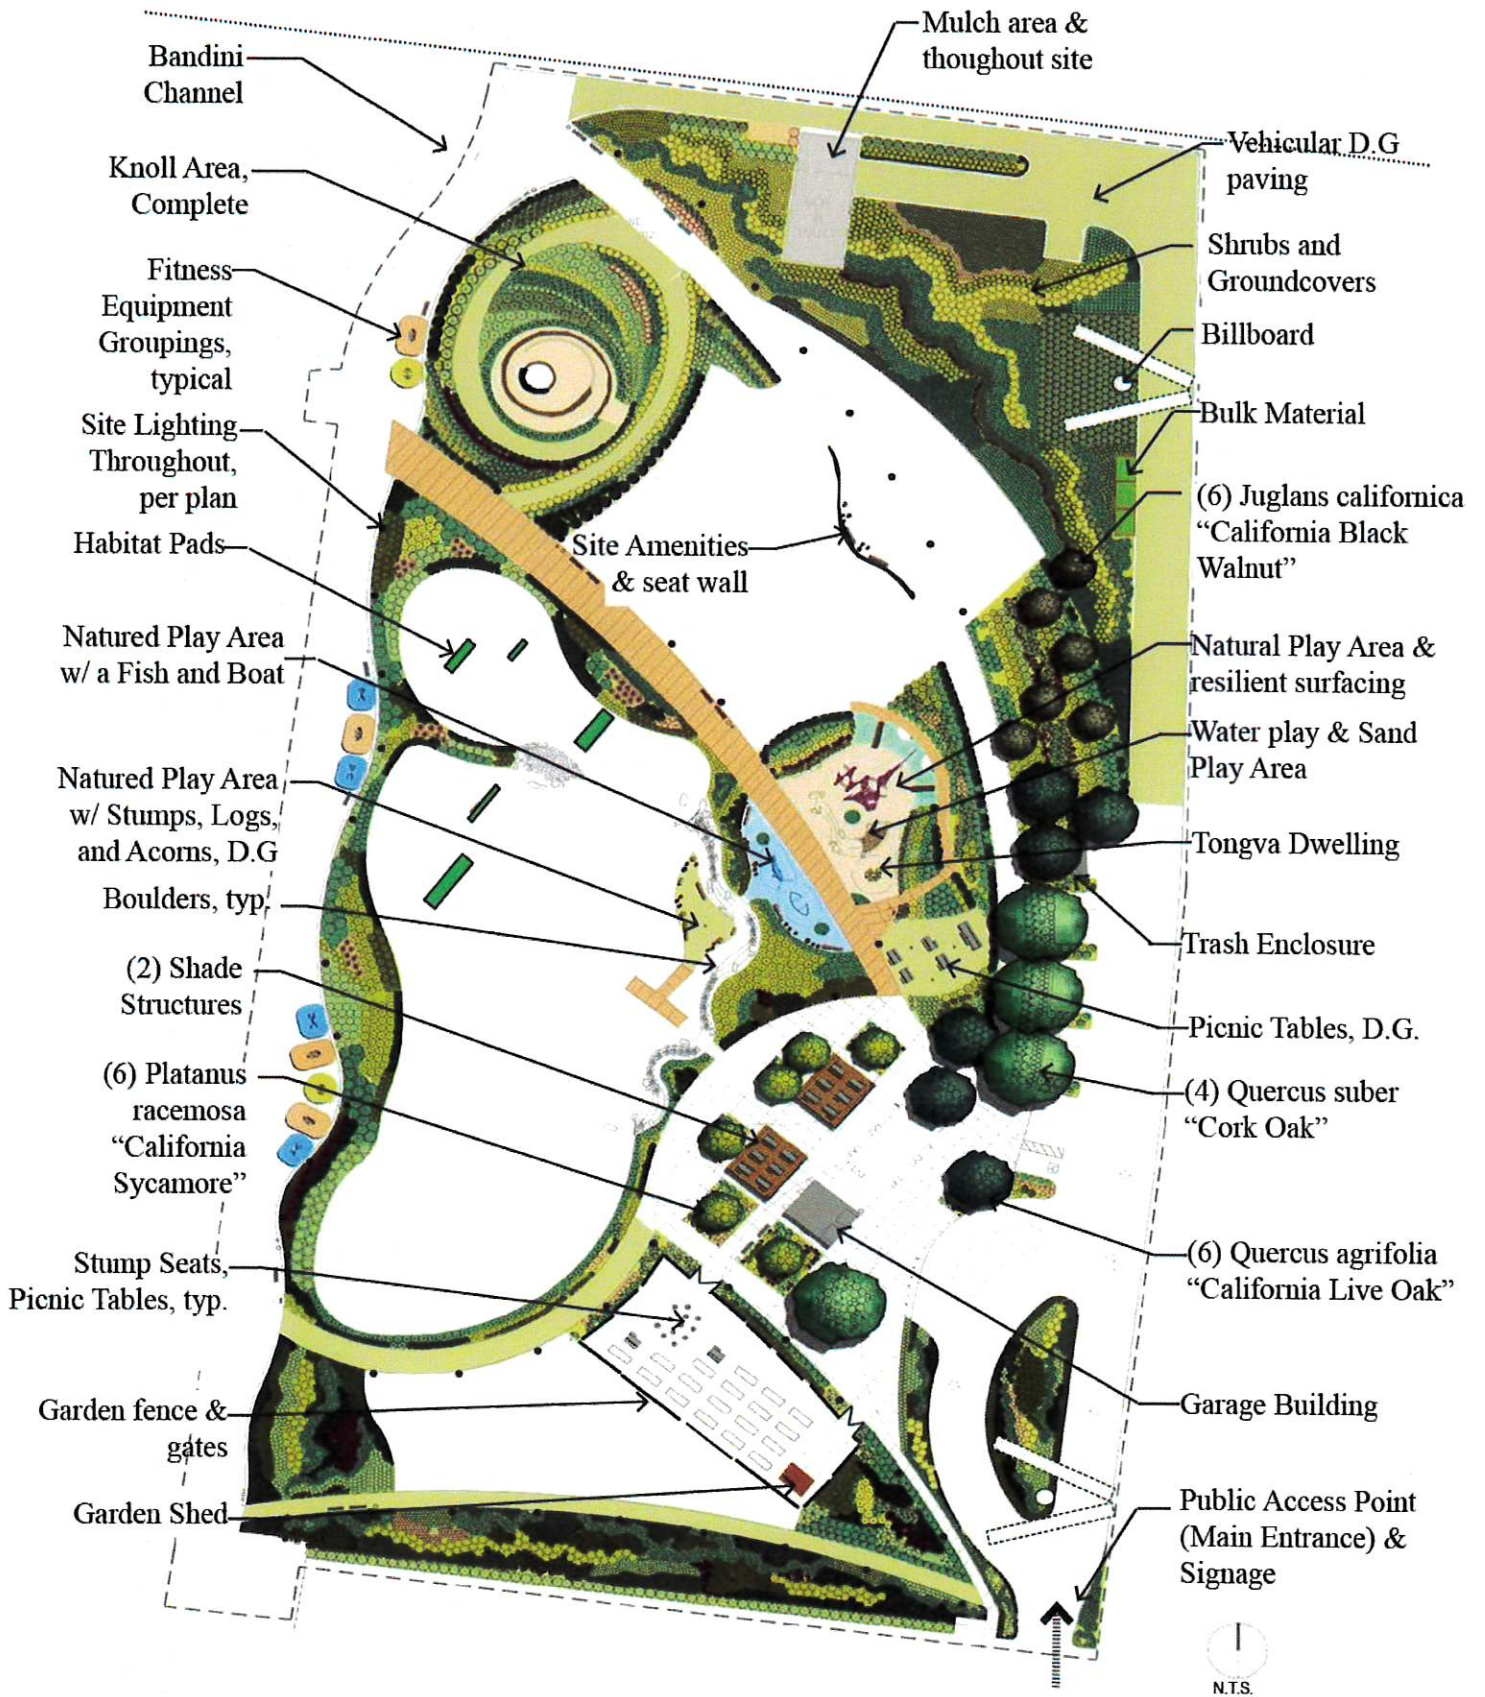 Mulch area &
thoughout site
Bandini
Channel
Knoll Area,
Complete
Fitness
Equipment
Groupings,
typical
Site Lighting
Throughout,
per plan
Habitat Pads
Natured Play Area
w/ a Fish and Boat
Natured Play Area
w/ Stumps, Logs,
and Acorns, D.G
Boulders, typ.
(2) Shade
Structures
(6) Platanus
racemosa
“California
Sycamore”
Stump Seats,
Picnic Tables, typ.
Garden fence &
gates
Garden Shed
Site Amenities
& seat wall
Vehicular D.G
paving
Shrubs and
Groundcovers
Billboard
Bulk Material
(6) Juglans californica
“California Black
Walnut”
Natural Play Area &
resilient surfacing
Water play & Sand
Play Area
Tongva Dwelling
Trash Enclosure
Picnic Tables, D.G.
(4) Quercus suber
“Cork Oak”
(6) Quercus agrifolia
“California Live Oak”
Garage Building
Public Access Point
(Main Entrance) &
Signage
N.T.S.